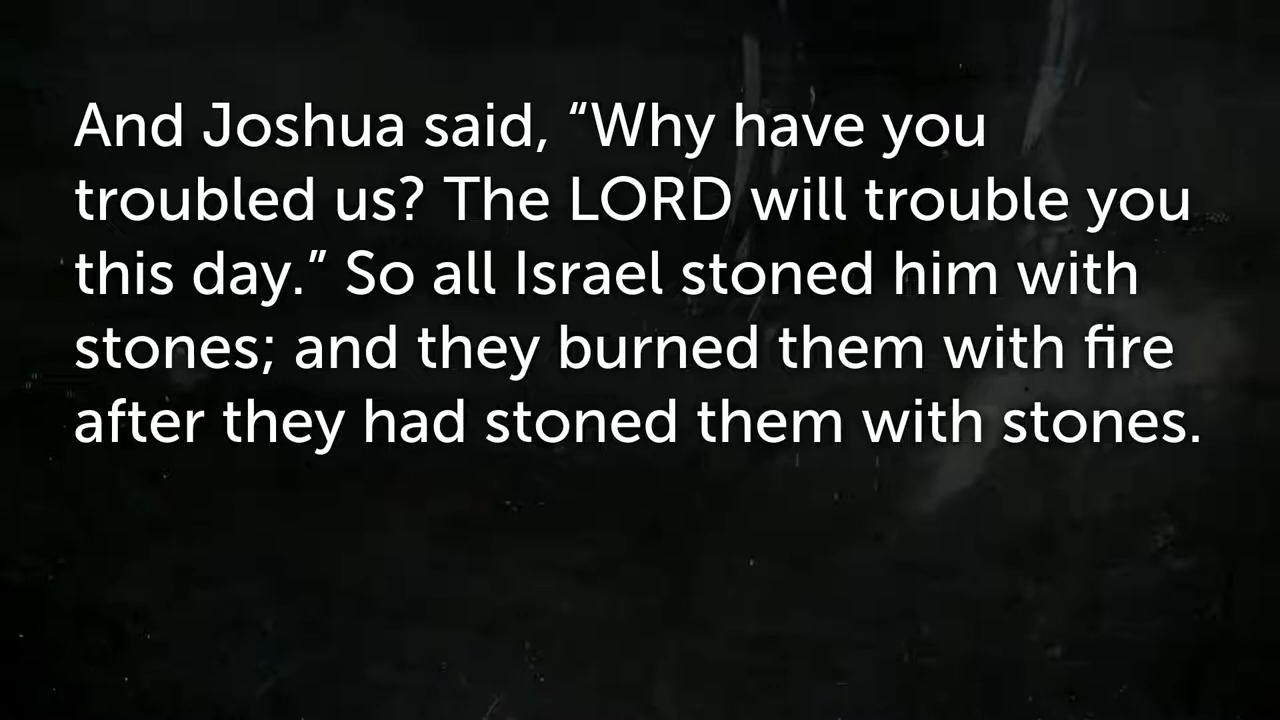 And Joshua said, “Why have you
troubled us? The LORD will trouble you
this day.” So all Israel stoned him with
stones; and they burned them with fire
after they had stoned them with stones.